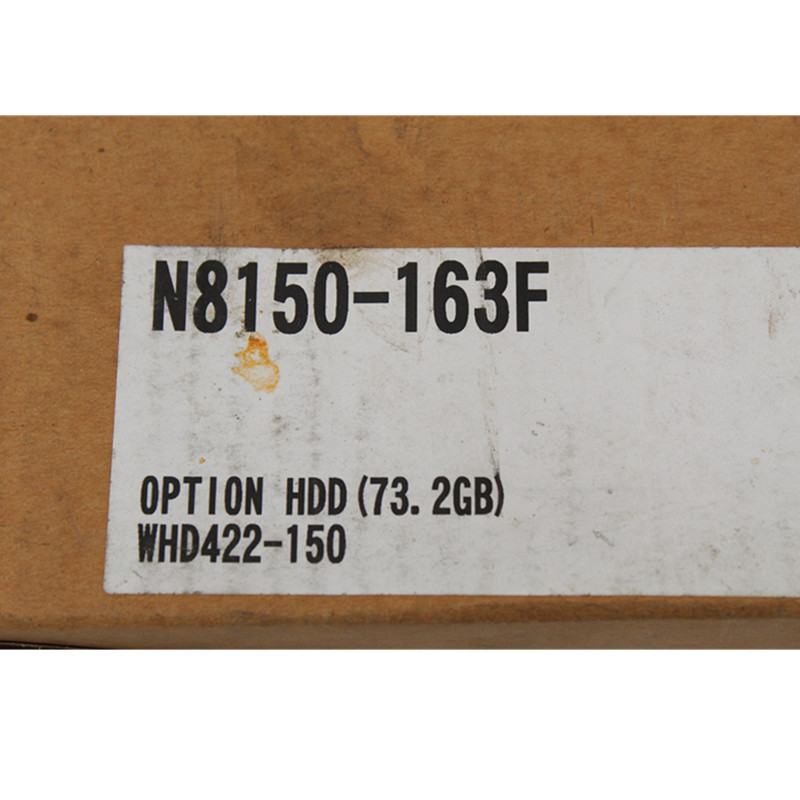 N8150-163F
OPTION HDD(73.2GB)
WHD422-150